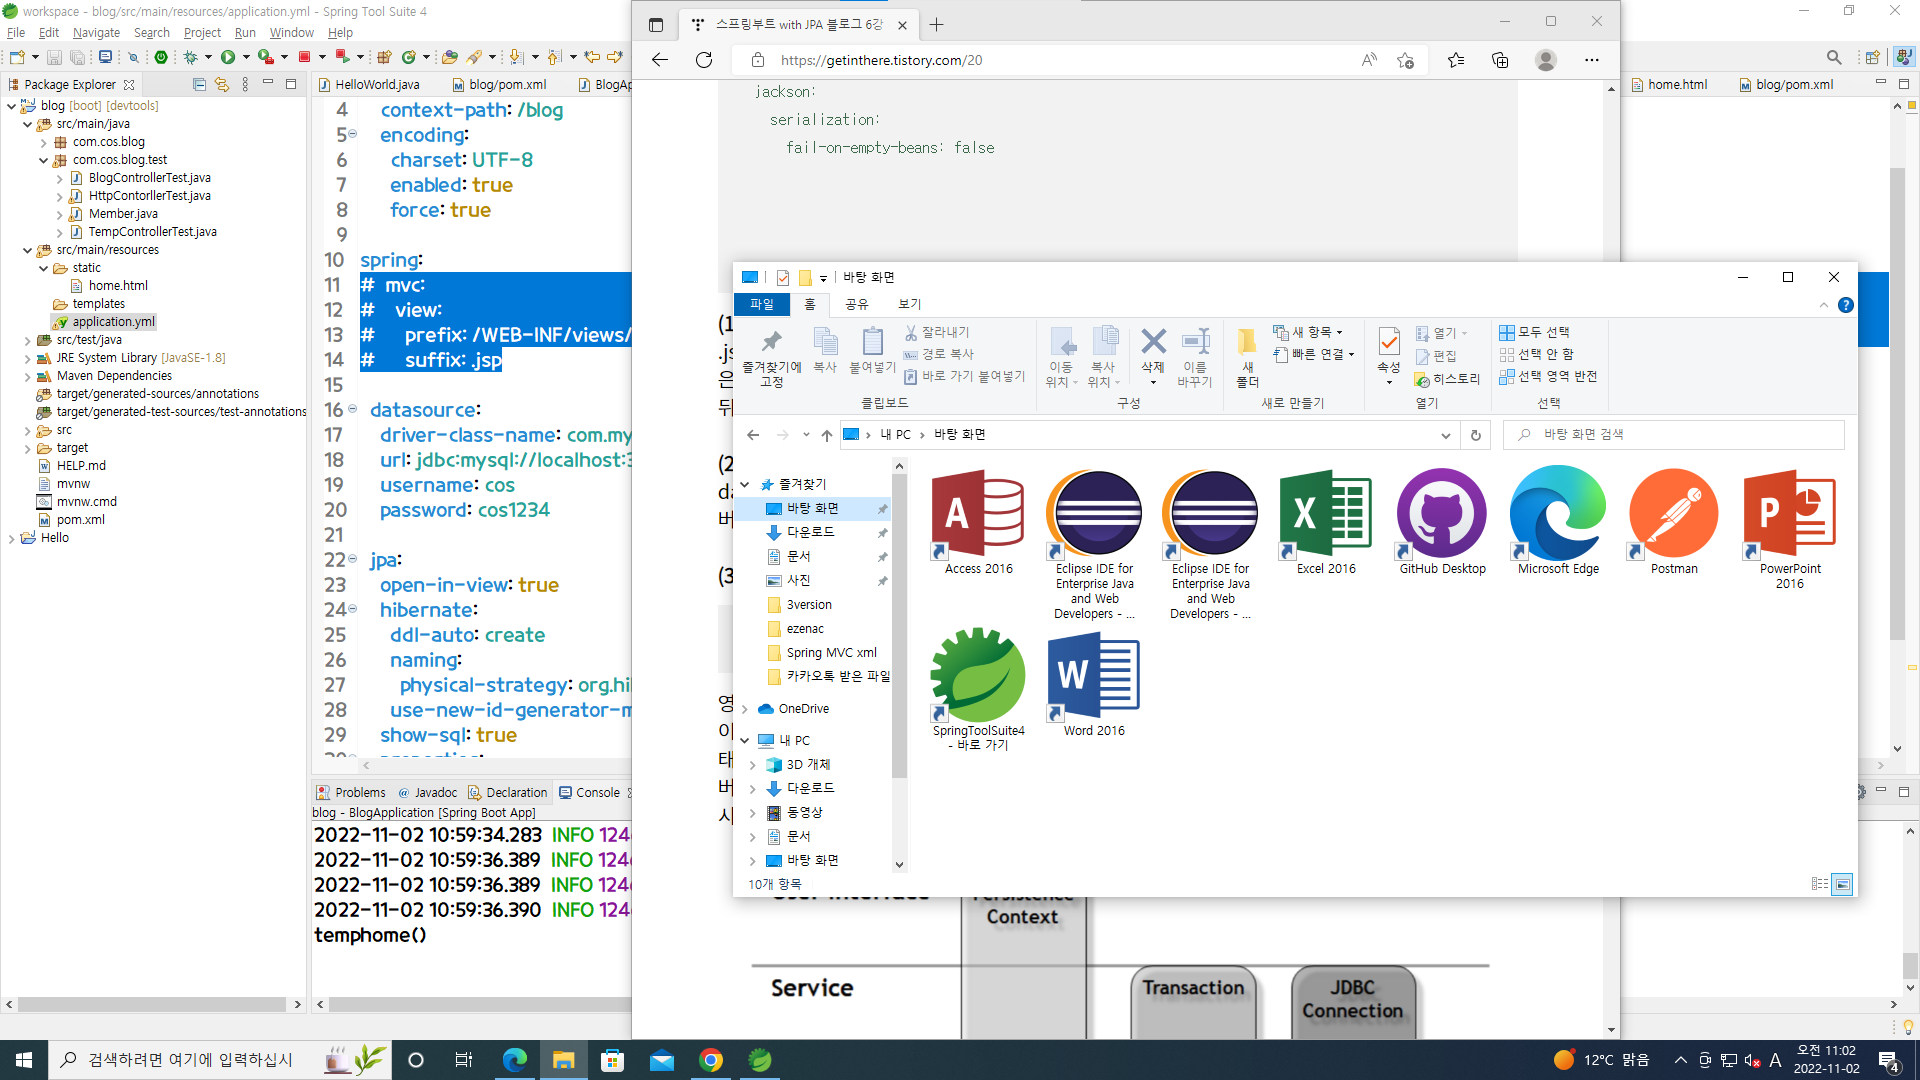 workspace - blog/src/main/resources/application.yml - Spring Tool Suite 4
File Edit Navigate Search Project Run Window Help
Package Explorer
blog [boot] [devtools]
src/main/java
com.cos.blog
com.cos.blog.test
BlogControllerTest.java
HttpContorllerTest.java
Member.java
TempControllerTest.java
src/main/resources
static
home.html
templates
application.yml
src/test/java
JRE System Library [JavaSE-1.8]
Maven Dependencies
target/generated-sources/annotations
target/generated-test-sources/test-annotations
src
target
HELP.md
mvnw
mvnw.cmd
pom.xml
Hello
HelloWorld.java
blog/pom.xml
BlogAp
4 context-path: /blog
5 encoding:
6 charset: UTF-8
7 enabled: true
8 force: true
9
10 spring:
11 # mvc:
12 # view:
13 # prefix: /WEB-INF/views/
14 # suffix: .jsp
15
16 datasource:
17 driver-class-name: com.my
18 url: jdbc:mysql://localhost:3
19 username: cos
20 password: cos1234
21
22 jpa:
23 open-in-view: true
24 hibernate:
25 ddl-auto: create
26 naming:
27 physical-strategy: org.hil
28 use-new-id-generator-m
29 show-sql: true
home.html
blog/pom.xml
Problems
Javadoc
Declaration
Console
blog - BlogApplication [Spring Boot App]
2022-11-02 10:59:34.283 INFO 1246
2022-11-02 10:59:36.389 INFO 1246
2022-11-02 10:59:36.389 INFO 1246
2022-11-02 10:59:36.390 INFO 1246
temphome()
스프링부트 with JPA 블로그 6강
https://getinthere.tistory.com/20
jackson:
serialization:
fail-on-empty-beans: false
(1
.js
은
뒤
(2
da
버
(3
영
이
태
버
시
Context
Service
Transaction
JDBC
Connection
바탕 화면
파일 홈 공유 보기
즐겨찾기에
고정
복사
붙여넣기
잘라내기
경로 복사
바로 가기 붙여넣기
클립보드
이동
위치
복사
위치
삭제
이름
바꾸기
구성
새
폴더
새 항목
빠른 연결
새로 만들기
속성
열기
편집
히스토리
열기
모두 선택
선택 안 함
선택 영역 반전
선택
내 PC
바탕 화면
바탕 화면 검색
즐겨찾기
바탕 화면
다운로드
문서
사진
3version
ezenac
Spring MVC xml
카카오톡 받은 파일
OneDrive
내 PC
3D 개체
다운로드
동영상
문서
바탕 화면
Access 2016
Eclipse IDE for
Enterprise Java
and Web
Developers - ...
Eclipse IDE for
Enterprise Java
and Web
Developers - ...
Excel 2016
GitHub Desktop
Microsoft Edge
Postman
PowerPoint
2016
SpringToolSuite4
- 바로 가기
Word 2016
10개 항목
검색하려면 여기에 입력하십시
12°C 맑음
A
오전 11:02
2022-11-02
4